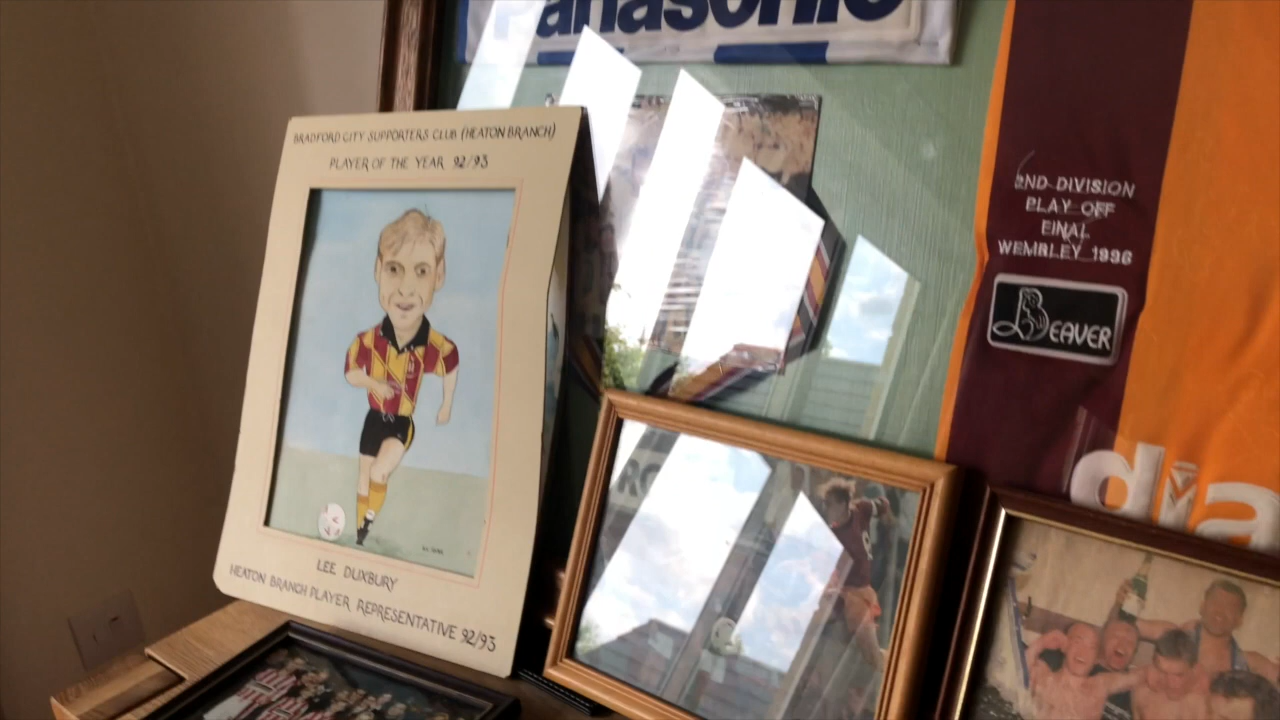 Panasonic
BRADFORD CITY SUPPORTERS CLUB (HEATON BRANCH)
PLAYER OF THE YEAR 92/93
LEE DUXBURY
HEATON BRANCH PLAYER REPRESENTATIVE 92/93
2ND DIVISION
PLAY OFF
FINAL
WEMBLEY 1996
BEAVER
dia